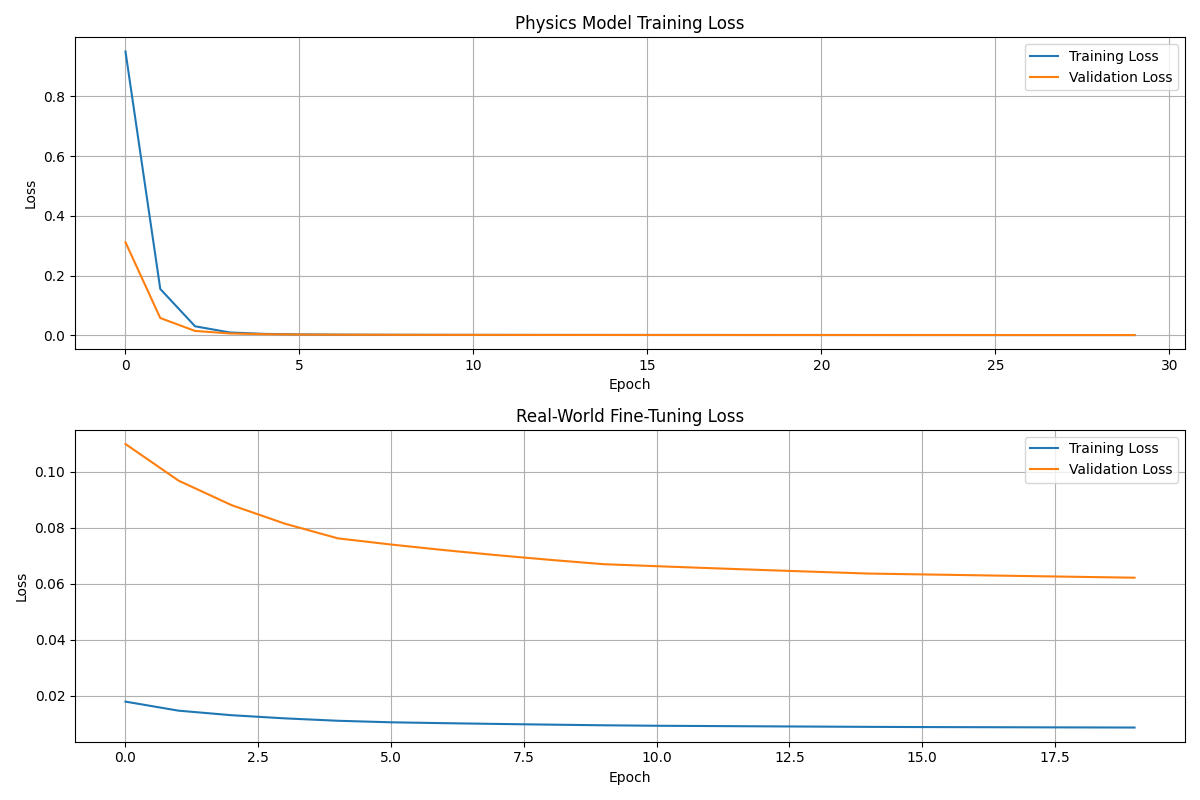 Physics Model Training Loss
Training Loss
Validation Loss
0.8
0.6
0.4
0.2
0.0
Loss
0 5 10 15 20 25 30
Epoch
Real-World Fine-Tuning Loss
Training Loss
Validation Loss
0.10
0.08
0.06
0.04
0.02
Loss
0.0 2.5 5.0 7.5 10.0 12.5 15.0 17.5
Epoch